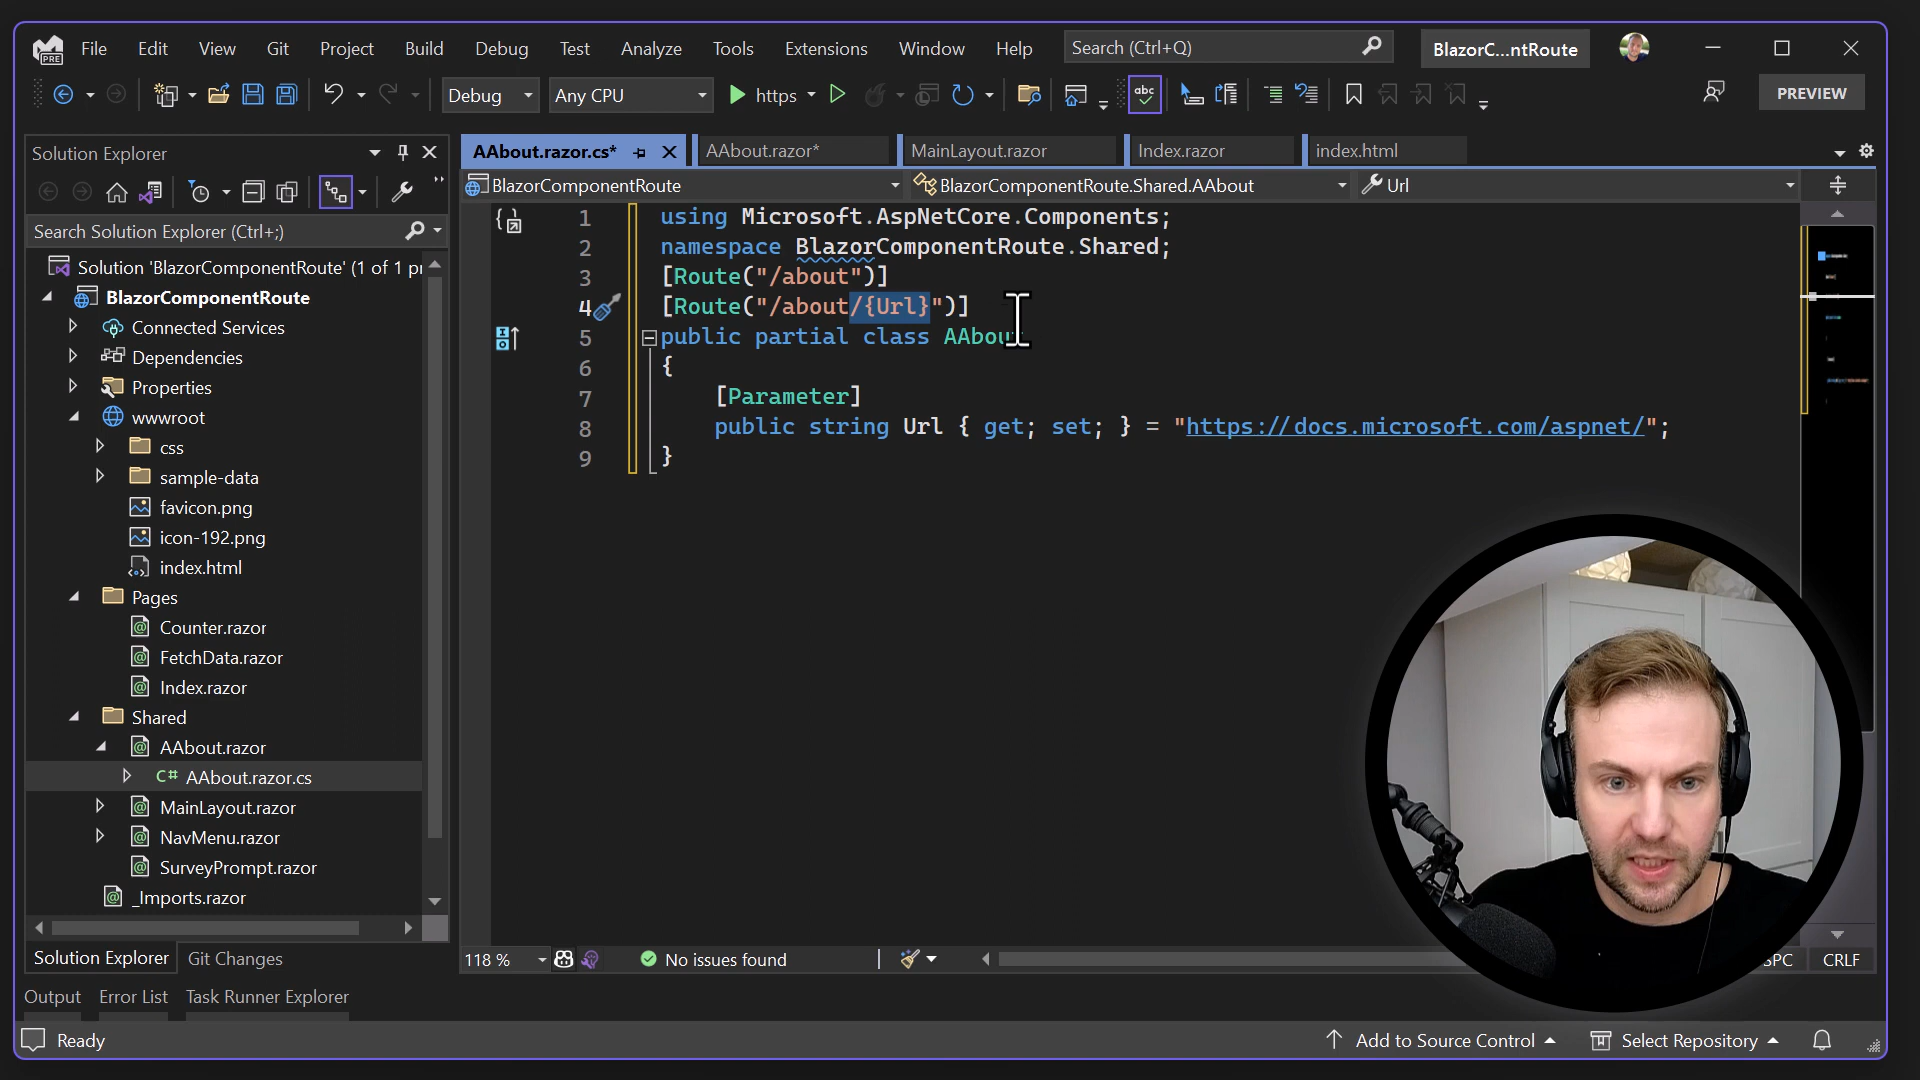 PRE
File Edit View Git Project Build Debug Test Analyze Tools Extensions Window Help Search (Ctrl+Q) BlazorC...ntRoute
Debug Any CPU https abc PREVIEW
Solution Explorer
Search Solution Explorer (Ctrl+;)
Solution 'BlazorComponentRoute' (1 of 1 pr
BlazorComponentRoute
Connected Services
Dependencies
Properties
wwwroot
css
sample-data
favicon.png
icon-192.png
index.html
Pages
Counter.razor
FetchData.razor
Index.razor
Shared
AAbout.razor
C# AAbout.razor.cs
MainLayout.razor
NavMenu.razor
SurveyPrompt.razor
_Imports.razor
Solution Explorer Git Changes
AAbout.razor.cs* AAbout.razor* MainLayout.razor Index.razor index.html
BlazorComponentRoute BlazorComponentRoute.Shared.AAbout Url
1 using Microsoft.AspNetCore.Components;
2 namespace BlazorComponentRoute.Shared;
3 [Route("/about")]
4 [Route("/about/{Url}")]
5 public partial class AAbout
6 {
7 [Parameter]
8 public string Url { get; set; } = "https://docs.microsoft.com/aspnet/";
9 }
118 % No issues found SPC CRLF
Output Error List Task Runner Explorer
Ready Add to Source Control Select Repository